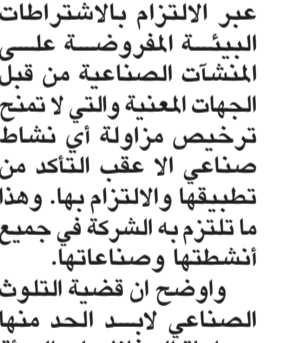 عبر الالتزام بالاشتراطات
البيئة المفروضة على
المنشآت الصناعية من قبل
الجهات المعنية والتي لا تمنح
ترخيص مزاولة أي نشاط
صناعي الا عقب التأكد من
تطبيقها والالتزام بها. وهذا
ما تلتزم به الشركة في جميع
أنشطتها وصناعاتها.
واوضح ان قضية التلوث
الصناعي لابد الحد منها